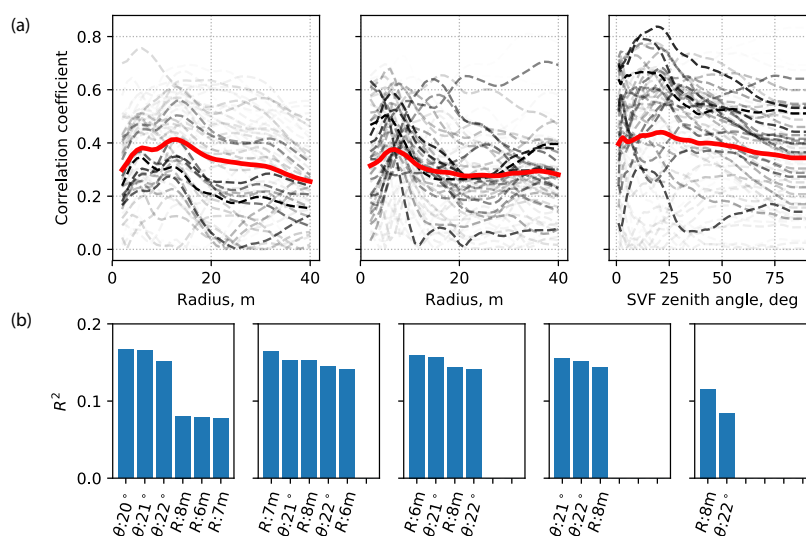 (a)
Correlation coefficient
0.8
0.6
0.4
0.2
0.0
0 20 40
Radius, m
0 20 40
Radius, m
0 25 50 75
SVF zenith angle, deg
(b)
R²
0.2
0.1
0.0
θ:20°
θ:21°
θ:22°
R:8m
R:6m
R:7m
R:7m
θ:21°
R:8m
θ:22°
R:6m
R:6m
θ:21°
R:8m
θ:22°
θ:21°
θ:22°
R:8m
R:8m
θ:22°